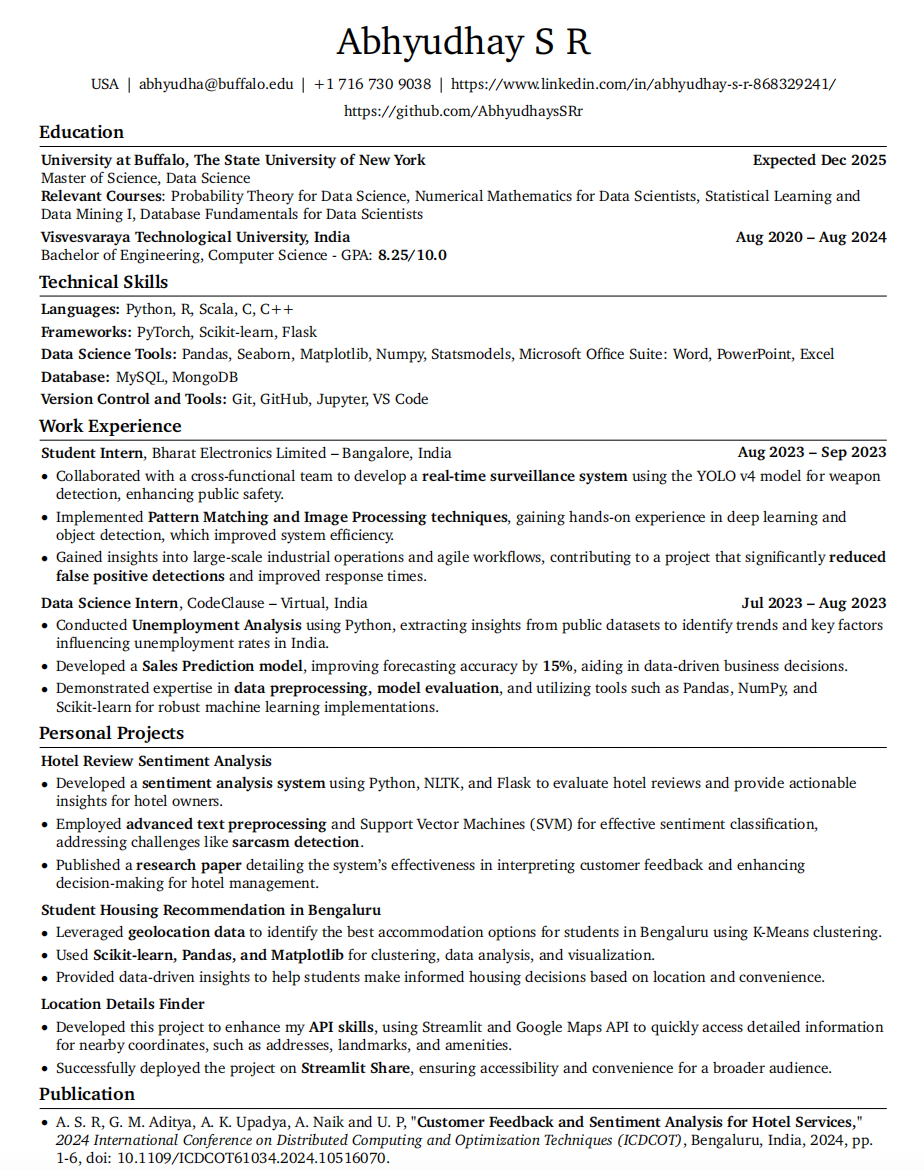 Abhyudhay S R
USA | abhyudha@buffalo.edu | +1 716 730 9038 | https://www.linkedin.com/in/abhyudhay-s-r-868329241/
https://github.com/AbhyudhaysSRr
Education
University at Buffalo, The State University of New York Expected Dec 2025
Master of Science, Data Science
Relevant Courses: Probability Theory for Data Science, Numerical Mathematics for Data Scientists, Statistical Learning and
Data Mining I, Database Fundamentals for Data Scientists
Visvesvaraya Technological University, India Aug 2020 – Aug 2024
Bachelor of Engineering, Computer Science - GPA: 8.25/10.0
Technical Skills
Languages: Python, R, Scala, C, C++
Frameworks: PyTorch, Scikit-learn, Flask
Data Science Tools: Pandas, Seaborn, Matplotlib, Numpy, Statsmodels, Microsoft Office Suite: Word, PowerPoint, Excel
Database: MySQL, MongoDB
Version Control and Tools: Git, GitHub, Jupyter, VS Code
Work Experience
Student Intern, Bharat Electronics Limited – Bangalore, India Aug 2023 – Sep 2023
• Collaborated with a cross-functional team to develop a real-time surveillance system using the YOLO v4 model for weapon
detection, enhancing public safety.
• Implemented Pattern Matching and Image Processing techniques, gaining hands-on experience in deep learning and
object detection, which improved system efficiency.
• Gained insights into large-scale industrial operations and agile workflows, contributing to a project that significantly reduced
false positive detections and improved response times.
Data Science Intern, CodeClause – Virtual, India Jul 2023 – Aug 2023
• Conducted Unemployment Analysis using Python, extracting insights from public datasets to identify trends and key factors
influencing unemployment rates in India.
• Developed a Sales Prediction model, improving forecasting accuracy by 15%, aiding in data-driven business decisions.
• Demonstrated expertise in data preprocessing, model evaluation, and utilizing tools such as Pandas, NumPy, and
Scikit-learn for robust machine learning implementations.
Personal Projects
Hotel Review Sentiment Analysis
• Developed a sentiment analysis system using Python, NLTK, and Flask to evaluate hotel reviews and provide actionable
insights for hotel owners.
• Employed advanced text preprocessing and Support Vector Machines (SVM) for effective sentiment classification,
addressing challenges like sarcasm detection.
• Published a research paper detailing the system's effectiveness in interpreting customer feedback and enhancing
decision-making for hotel management.
Student Housing Recommendation in Bengaluru
• Leveraged geolocation data to identify the best accommodation options for students in Bengaluru using K-Means clustering.
• Used Scikit-learn, Pandas, and Matplotlib for clustering, data analysis, and visualization.
• Provided data-driven insights to help students make informed housing decisions based on location and convenience.
Location Details Finder
• Developed this project to enhance my API skills, using Streamlit and Google Maps API to quickly access detailed information
for nearby coordinates, such as addresses, landmarks, and amenities.
• Successfully deployed the project on Streamlit Share, ensuring accessibility and convenience for a broader audience.
Publication
• A. S. R, G. M. Aditya, A. K. Upadya, A. Naik and U. P, "Customer Feedback and Sentiment Analysis for Hotel Services,"
2024 International Conference on Distributed Computing and Optimization Techniques (ICDCOT), Bengaluru, India, 2024, pp.
1-6, doi: 10.1109/ICDCOT61034.2024.10516070.